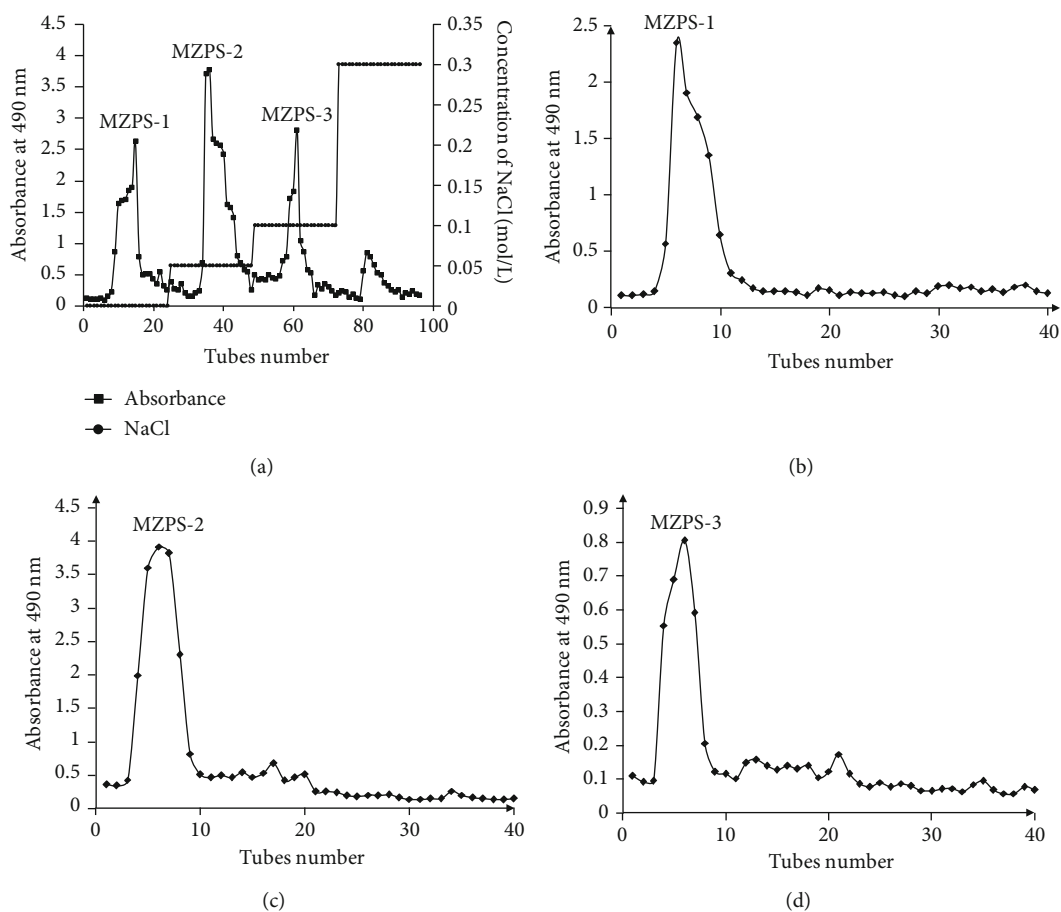 4.5
4
3.5
3
2.5
2
1.5
1
0.5
0
Absorbance at 490 nm
MZPS-1
MZPS-2
MZPS-3
0.35
0.3
0.25
0.2
0.15
0.1
0.05
0
Concentration of NaCl (mol/L)
0 20 40 60 80 100
Tubes number
Absorbance
NaCl
(a)
2.5
2.0
1.5
1.0
0.5
0
Absorbance at 490 nm
MZPS-1
0 10 20 30 40
Tubes number
(b)
4.5
4
3.5
3
2.5
2
1.5
1
0.5
0
Absorbance at 490 nm
MZPS-2
0 10 20 30 40
Tubes number
(c)
0.9
0.8
0.7
0.6
0.5
0.4
0.3
0.2
0.1
0
Absorbance at 490 nm
MZPS-3
0 10 20 30 40
Tubes number
(d)